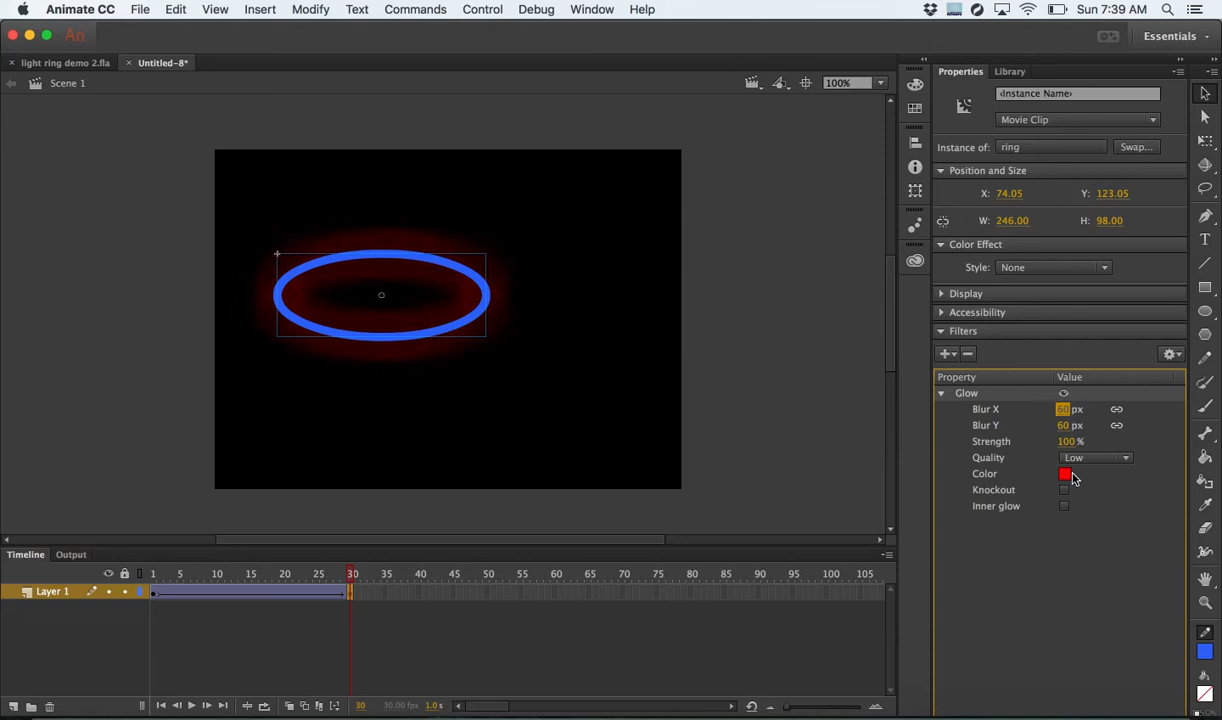 Animate CC File Edit View Insert Modify Text Commands Control Debug Window Help Sun 7:39 AM
An Essentials
light ring demo 2.fla Untitled-8*
Scene 1 100%
Properties Library
‹Instance Name›
Movie Clip
Instance of: ring Swap...
Position and Size
X: 74.05 Y: 123.05
W: 246.00 H: 98.00
Color Effect
Style: None
Display
Accessibility
Filters
Property Value
Glow
Blur X 60 px
Blur Y 60 px
Strength 100 %
Quality Low
Color
Knockout
Inner glow
Timeline Output
1 5 10 15 20 25 30 35 40 45 50 55 60 65 70 75 80 85 90 95 100 105
Layer 1
30 30.00 fps 1.0 s